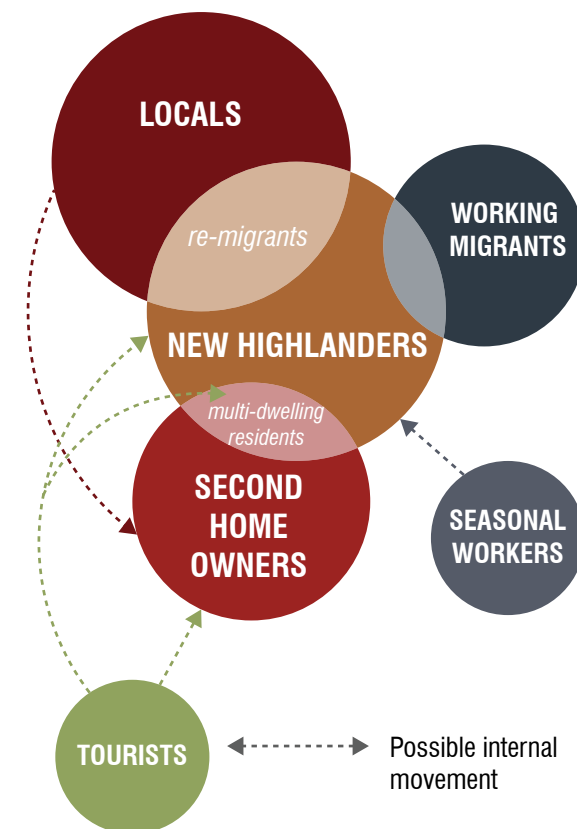 LOCALS
re-migrants
WORKING
MIGRANTS
NEW HIGHLANDERS
multi-dwelling
residents
SECOND
HOME
OWNERS
SEASONAL
WORKERS
TOURISTS
Possible internal
movement